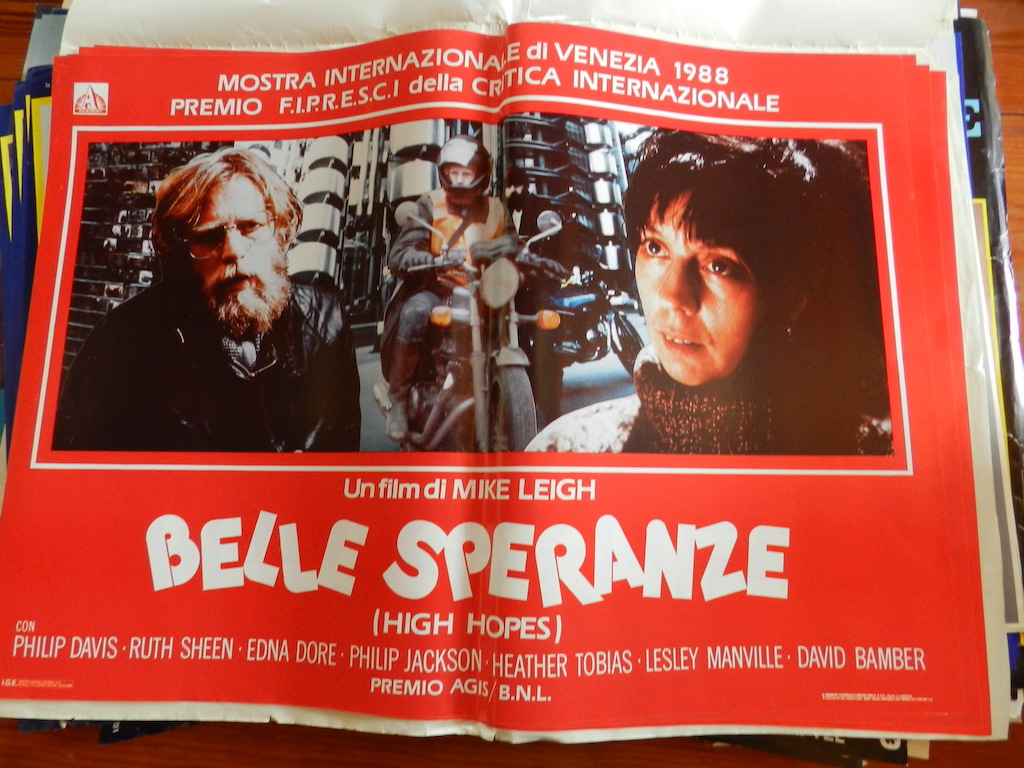 MOSTRA INTERNAZIONALE di VENEZIA 1988
PREMIO F.I.P.R.E.S.C.I della CRITICA INTERNAZIONALE
Un film di MIKE LEIGH
BELLE SPERANZE
(HIGH HOPES)
CON
PHILIP DAVIS · RUTH SHEEN · EDNA DORE · PHILIP JACKSON · HEATHER TOBIAS · LESLEY MANVILLE · DAVID BAMBER
PREMIO AGIS/B.N.L.